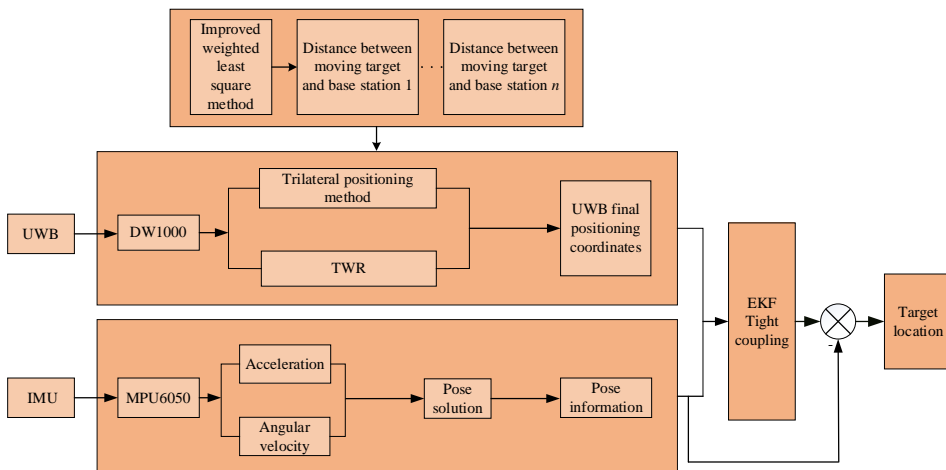 Improved
weighted
least
square
method
Distance between
moving target
and base station 1
. . .
Distance between
moving target
and base station n
UWB
DW1000
Trilateral positioning
method
TWR
UWB final
positioning
coordinates
IMU
MPU6050
Acceleration
Angular
velocity
Pose
solution
Pose
information
EKF
Tight
coupling
-
Target
location